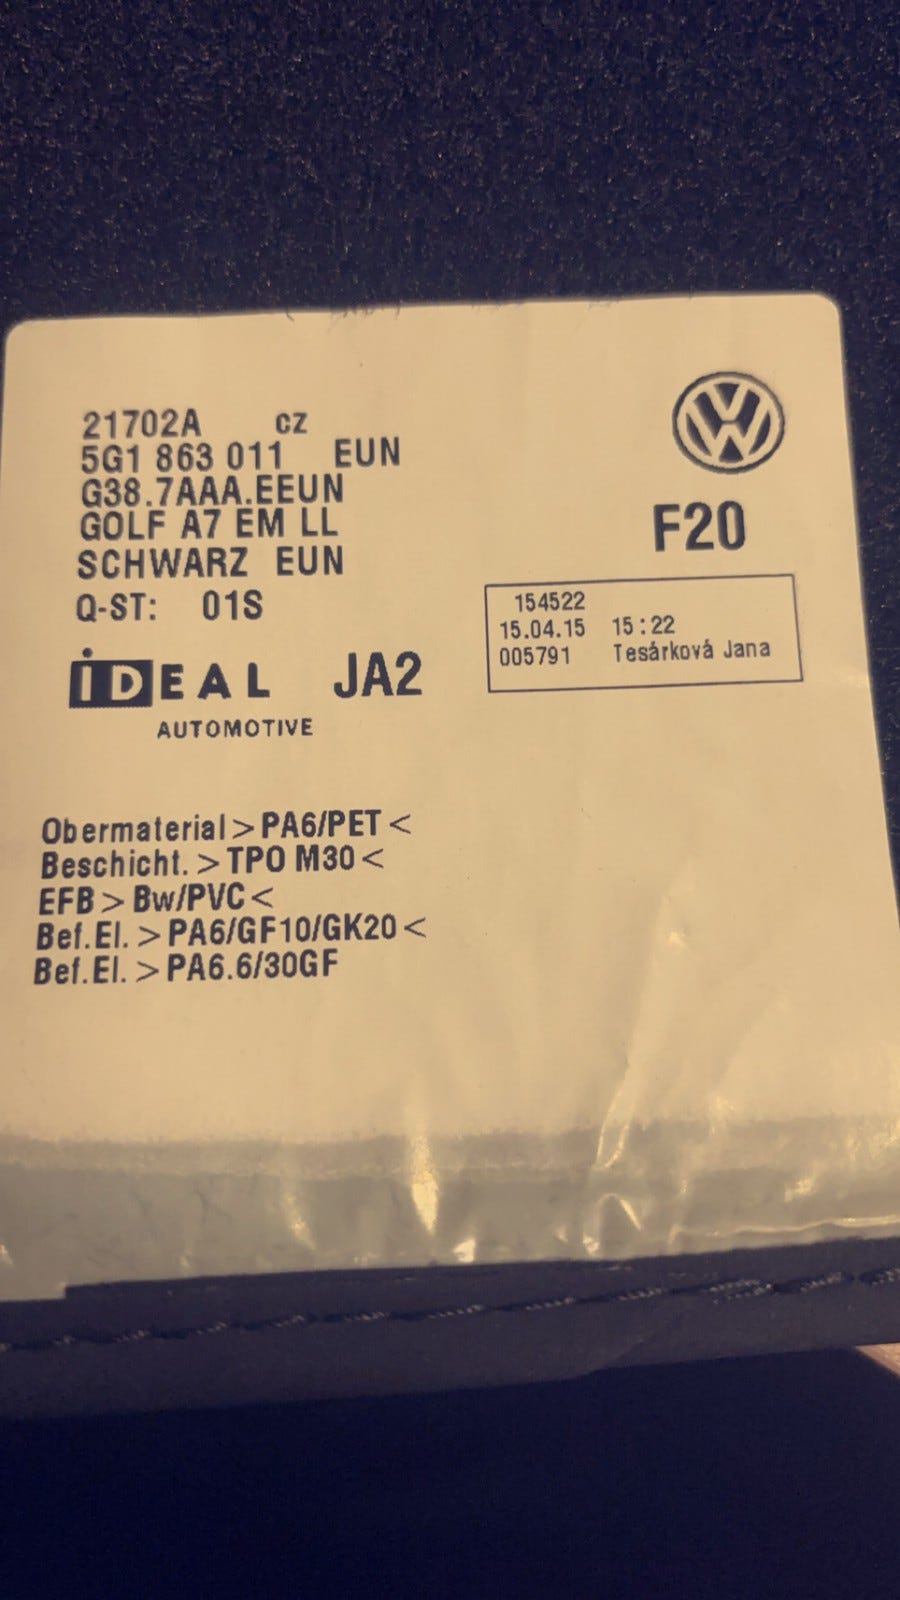 21702A CZ
5G1 863 011 EUN
G38.7AAA.EEUN
GOLF A7 EM LL
SCHWARZ EUN
Q-ST: 01S
F20
154522
15.04.15 15:22
005791 Tesárková Jana
iDEAL JA2
AUTOMOTIVE
Obermaterial > PA6/PET <
Beschicht. > TPO M30 <
EFB > Bw/PVC <
Bef.El. > PA6/GF10/GK20 <
Bef.El. > PA6.6/30GF